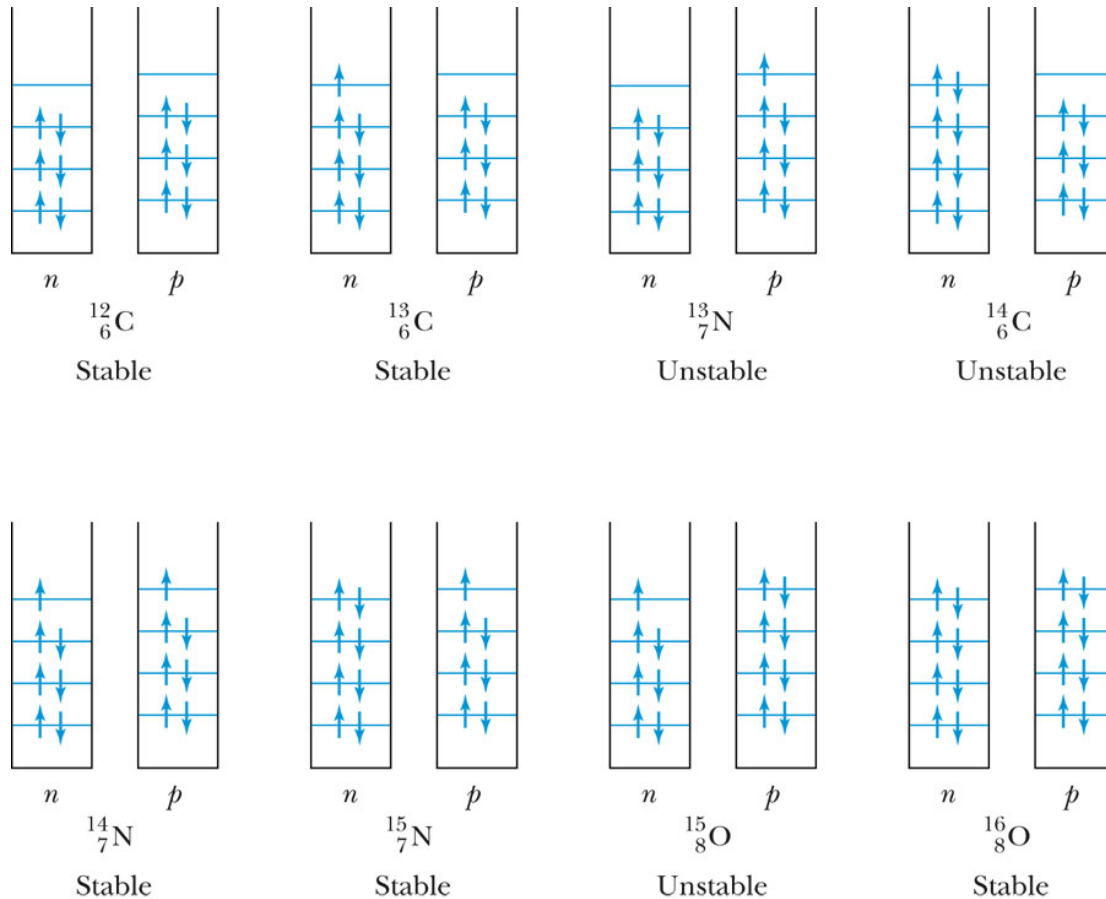 n p n p n p n p
¹²₆C ¹³₆C ¹³₇N ¹⁴₆C
Stable Stable Unstable Unstable
n p n p n p n p
¹⁴₇N ¹⁵₇N ¹⁵₈O ¹⁶₈O
Stable Stable Unstable Stable